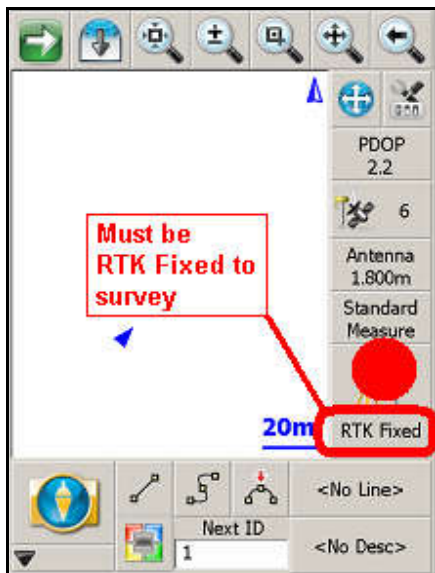 PDOP
2.2
6
Must be
RTK Fixed to
survey
Antenna
1.800m
Standard
Measure
20m
RTK Fixed
<No Line>
Next ID
1
<No Desc>